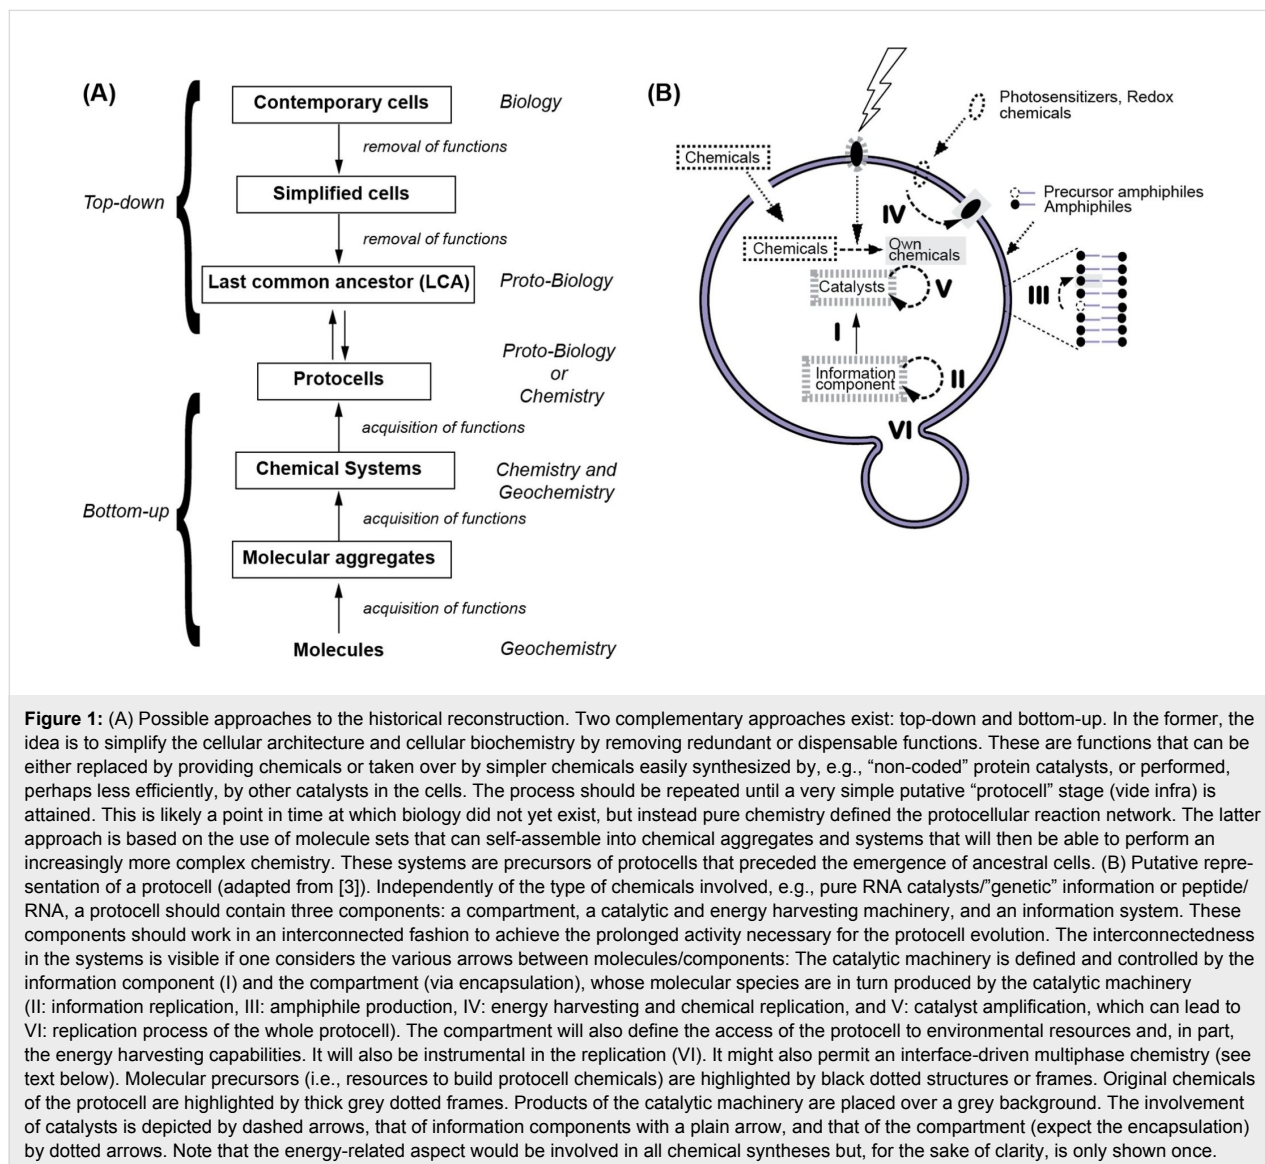 (A)
Contemporary cells
Biology
removal of functions
Simplified cells
Top-down
removal of functions
Last common ancestor (LCA)
Proto-Biology
Proto-Biology
or
Chemistry
Protocells
acquisition of functions
Chemical Systems
Chemistry and
Geochemistry
Bottom-up
acquisition of functions
Molecular aggregates
acquisition of functions
Molecules
Geochemistry
(B)
Photosensitizers, Redox
chemicals
Chemicals
Precursor amphiphiles
Amphiphiles
IV
Chemicals
Own
chemicals
Catalysts
V
III
I
Information
component
II
VI
Figure 1: (A) Possible approaches to the historical reconstruction. Two complementary approaches exist: top-down and bottom-up. In the former, the
idea is to simplify the cellular architecture and cellular biochemistry by removing redundant or dispensable functions. These are functions that can be
either replaced by providing chemicals or taken over by simpler chemicals easily synthesized by, e.g., “non-coded” protein catalysts, or performed,
perhaps less efficiently, by other catalysts in the cells. The process should be repeated until a very simple putative “protocell” stage (vide infra) is
attained. This is likely a point in time at which biology did not yet exist, but instead pure chemistry defined the protocellular reaction network. The latter
approach is based on the use of molecule sets that can self-assemble into chemical aggregates and systems that will then be able to perform an
increasingly more complex chemistry. These systems are precursors of protocells that preceded the emergence of ancestral cells. (B) Putative repre-
sentation of a protocell (adapted from [3]). Independently of the type of chemicals involved, e.g., pure RNA catalysts/”genetic” information or peptide/
RNA, a protocell should contain three components: a compartment, a catalytic and energy harvesting machinery, and an information system. These
components should work in an interconnected fashion to achieve the prolonged activity necessary for the protocell evolution. The interconnectedness
in the systems is visible if one considers the various arrows between molecules/components: The catalytic machinery is defined and controlled by the
information component (I) and the compartment (via encapsulation), whose molecular species are in turn produced by the catalytic machinery
(II: information replication, III: amphiphile production, IV: energy harvesting and chemical replication, and V: catalyst amplification, which can lead to
VI: replication process of the whole protocell). The compartment will also define the access of the protocell to environmental resources and, in part,
the energy harvesting capabilities. It will also be instrumental in the replication (VI). It might also permit an interface-driven multiphase chemistry (see
text below). Molecular precursors (i.e., resources to build protocell chemicals) are highlighted by black dotted structures or frames. Original chemicals
of the protocell are highlighted by thick grey dotted frames. Products of the catalytic machinery are placed over a grey background. The involvement
of catalysts is depicted by dashed arrows, that of information components with a plain arrow, and that of the compartment (expect the encapsulation)
by dotted arrows. Note that the energy-related aspect would be involved in all chemical syntheses but, for the sake of clarity, is only shown once.